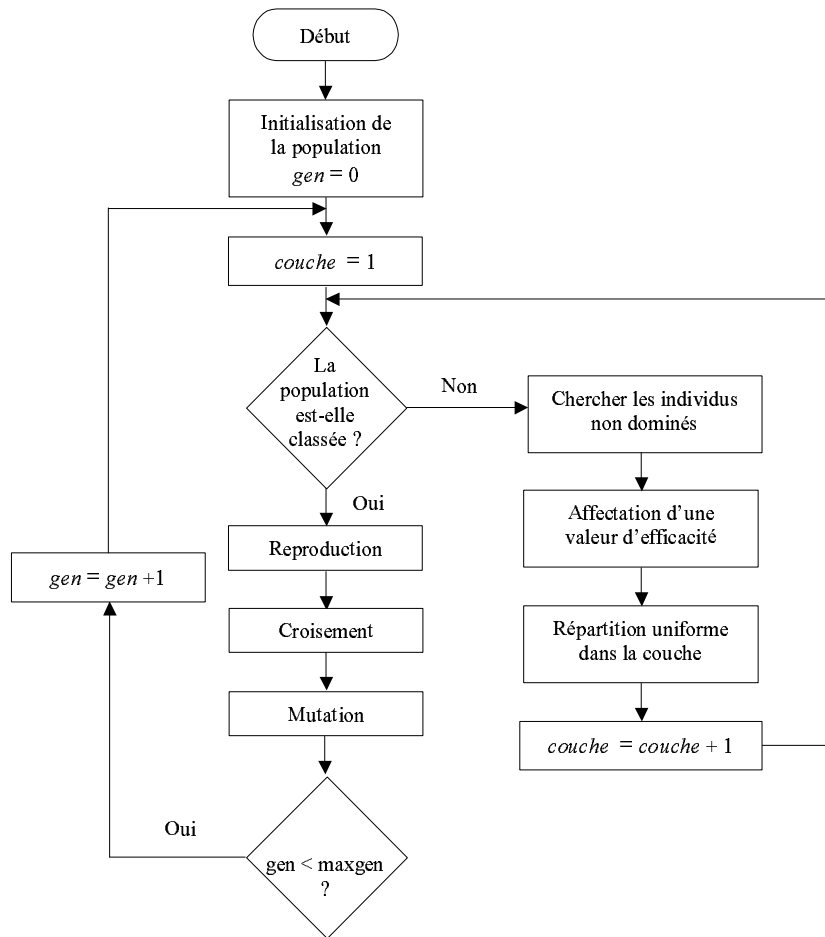 Début
Initialisation de
la population
gen = 0
couche = 1
La
population
est-elle
classée ?
Non
Chercher les individus
non dominés
Oui
Affectation d'une
valeur d'efficacité
Reproduction
gen = gen +1
Croisement
Répartition uniforme
dans la couche
Mutation
couche = couche + 1
Oui
gen < maxgen
?